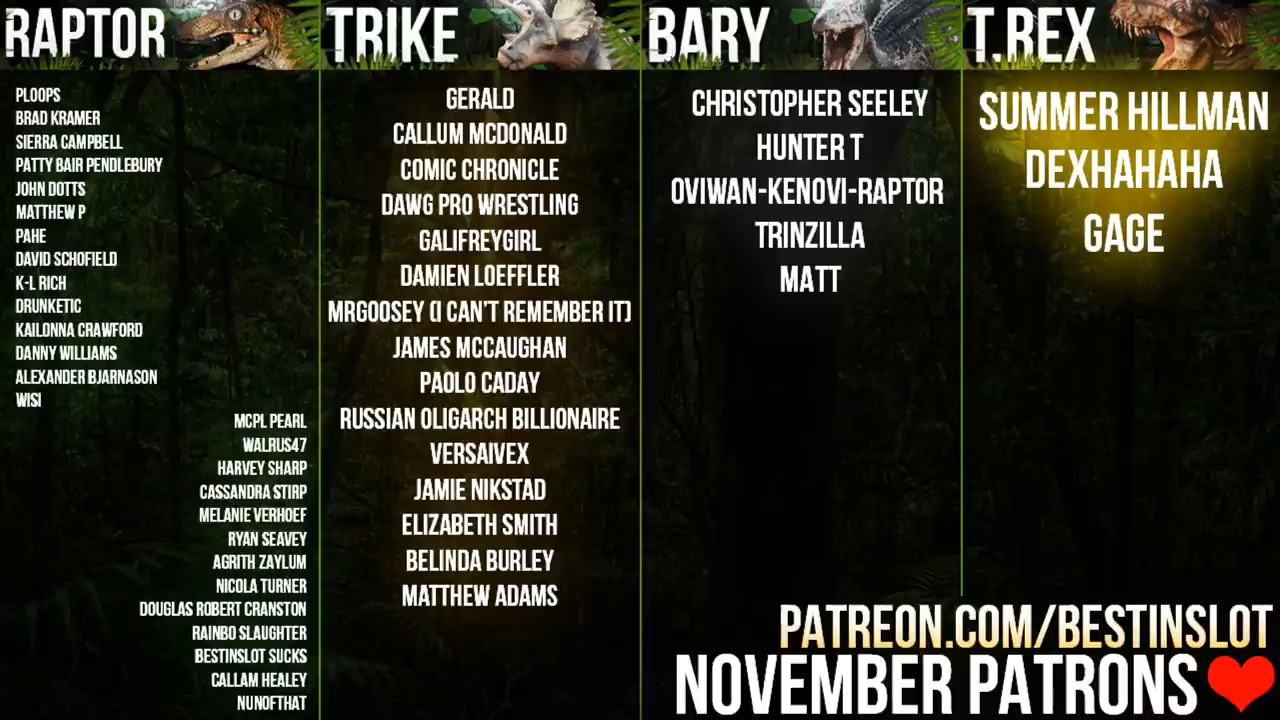 RAPTOR
PLOOPS
BRAD KRAMER
SIERRA CAMPBELL
PATTY BAIR PENDLEBURY
JOHN DOTTS
MATTHEW P
PAHE
DAVID SCHOFIELD
K-L RICH
DRUNKETIC
KAILONNA CRAWFORD
DANNY WILLIAMS
ALEXANDER BJARNASON
WISI
MCPL PEARL
WALRUS47
HARVEY SHARP
CASSANDRA STIRP
MELANIE VERHOEF
RYAN SEAVEY
AGRITH ZAYLUM
NICOLA TURNER
DOUGLAS ROBERT CRANSTON
RAINBO SLAUGHTER
BESTINSLOT SUCKS
CALLAM HEALEY
NUNOFTHAT
TRIKE
GERALD
CALLUM MCDONALD
COMIC CHRONICLE
DAWG PRO WRESTLING
GALIFREYGIRL
DAMIEN LOEFFLER
MRGOOSEY (I CAN'T REMEMBER IT)
JAMES MCCAUGHAN
PAOLO CADAY
RUSSIAN OLIGARCH BILLIONAIRE
VERSAIVEX
JAMIE NIKSTAD
ELIZABETH SMITH
BELINDA BURLEY
MATTHEW ADAMS
BARY
CHRISTOPHER SEELEY
HUNTER T
OVIWAN-KENOVI-RAPTOR
TRINZILLA
MATT
T.REX
SUMMER HILLMAN
DEXHAHAHA
GAGE
PATREON.COM/BESTINSLOT
NOVEMBER PATRONS